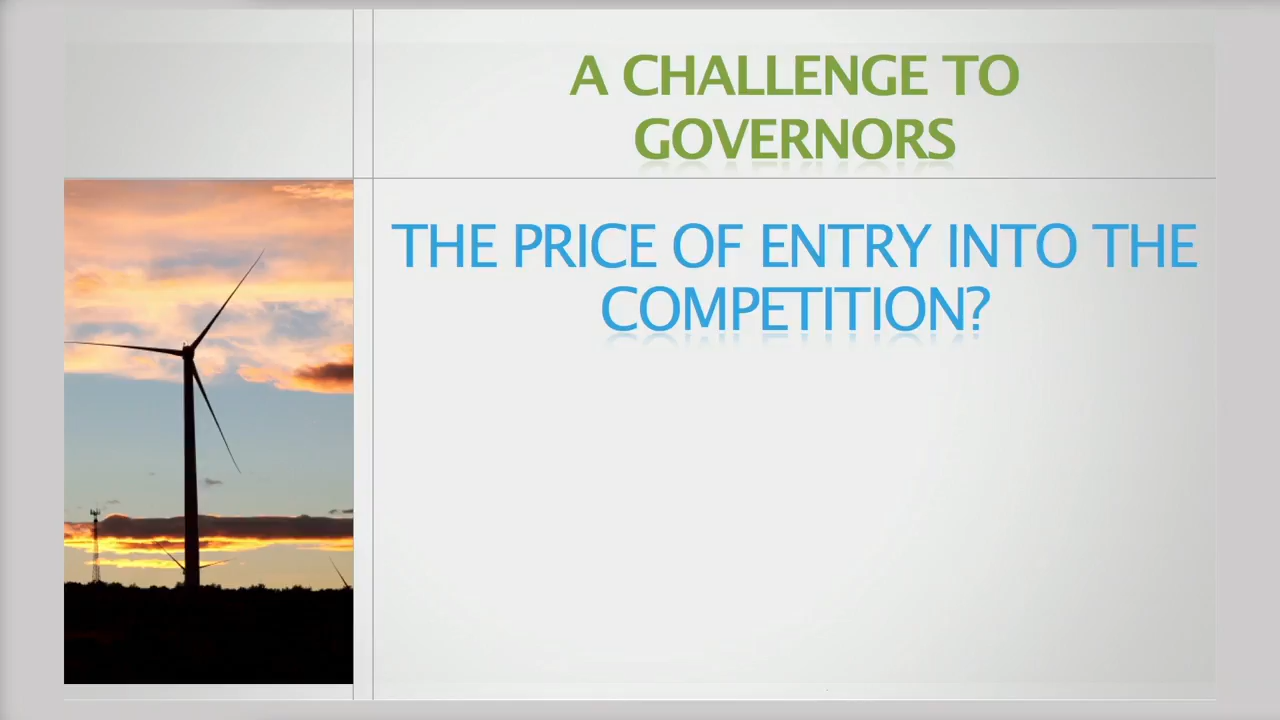 A CHALLENGE TO
GOVERNORS
THE PRICE OF ENTRY INTO THE
COMPETITION?